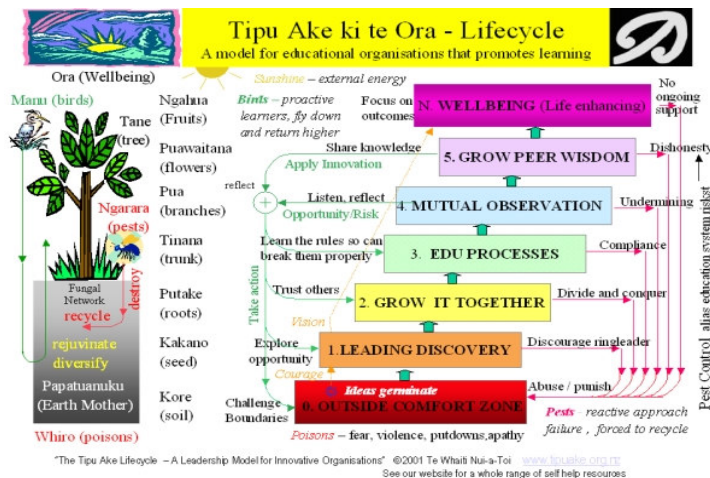 Tipu Ake ki te Ora - Lifecycle
A model for educational organisations that promotes learning
Ora (Wellbeing)
Manu (birds)
Tane
(tree)
Ngarara
(pests)
destroy
Fungal
Network
recycle
rejuvinate
diversify
Papatuanuku
(Earth Mother)
Whiro (poisons)
Ngahua
(Fruits)
Puawaitana
(flowers)
Pua
(branches)
Tinana
(trunk)
Putake
(roots)
Kakano
(seed)
Kore
(soil)
Sunshine – external energy
Birds – proactive
learners, fly down
and return higher
Focus on
outcomes
Share knowledge
Apply Innovation
reflect
Listen, reflect
Opportunity/Risk
Learn the rules so can
break them properly
Take action
Trust others
Vision
Explore
opportunity
Courage
Challenge
Boundaries
N. WELLBEING (Life enhancing)
5. GROW PEER WISDOM
4. MUTUAL OBSERVATION
3. EDU PROCESSES
2. GROW IT TOGETHER
1.LEADING DISCOVERY
Ideas germinate
0. OUTSIDE COMFORT ZONE
Poisons – fear, violence, putdowns,apathy
No
ongoing
support
Dishonesty
Undermining
Compliance
Divide and conquer
Discourage ringleader
Abuse / punish
Pests - reactive approach
failure , forced to recycle
Pest Control alias education system risks
"The Tipu Ake Lifecycle – A Leadership Model for Innovative Organisations" ©2001 Te Whaiti Nui-a-Toi www.tipuake.org.nz
See our website for a whole range of self help resources